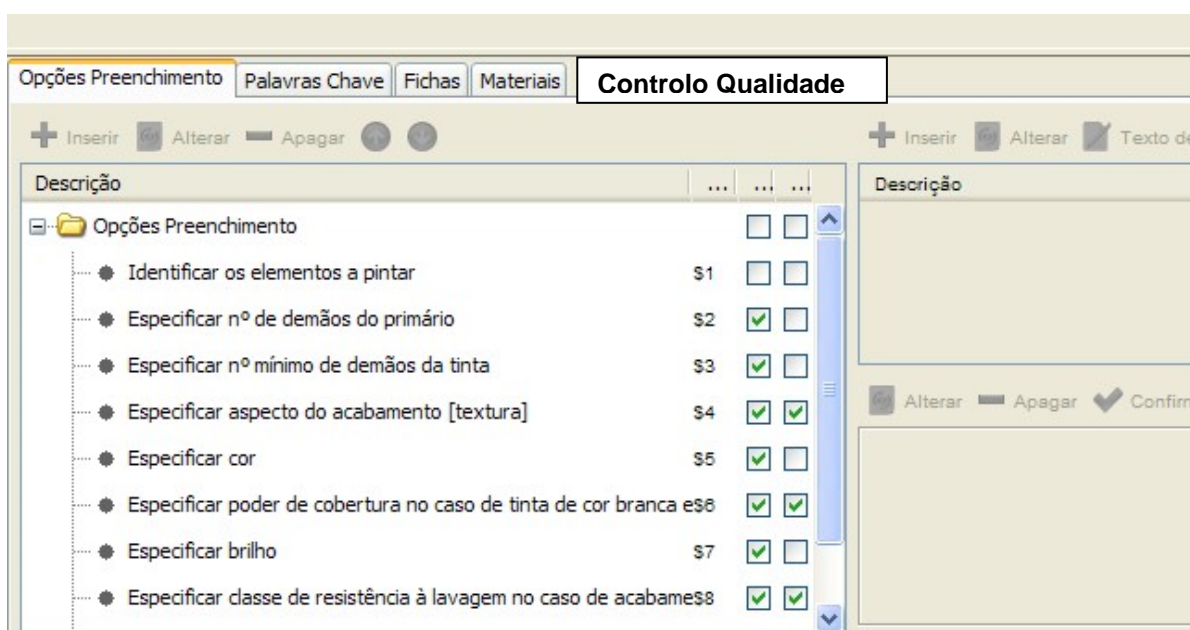 Opções Preenchimento Palavras Chave Fichas Materiais Controlo Qualidade
Inserir Alterar Apagar Inserir Alterar Texto de
Descrição ... ... ... Descrição
Opções Preenchimento
Identificar os elementos a pintar $1
Especificar nº de demãos do primário $2
Especificar nº mínimo de demãos da tinta $3
Especificar aspecto do acabamento [textura] $4
Alterar Apagar Confirm
Especificar cor $5
Especificar poder de cobertura no caso de tinta de cor branca e$6
Especificar brilho $7
Especificar classe de resistência à lavagem no caso de acabame$8